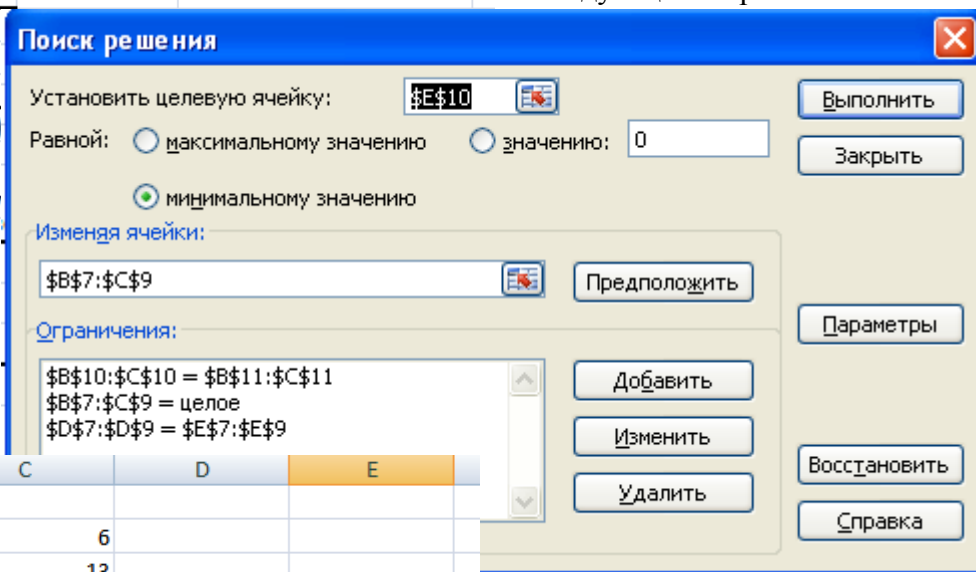 Поиск решения
Установить целевую ячейку: $E$10 Выполнить
Равной: максимальному значению значению: 0 Закрыть
минимальному значению
Изменяя ячейки:
$B$7:$C$9 Предположить
Ограничения: Параметры
$B$10:$C$10 = $B$11:$C$11 Добавить
$B$7:$C$9 = целое
$D$7:$D$9 = $E$7:$E$9 Изменить
Восстановить
Удалить
Справка
C D E
6
13